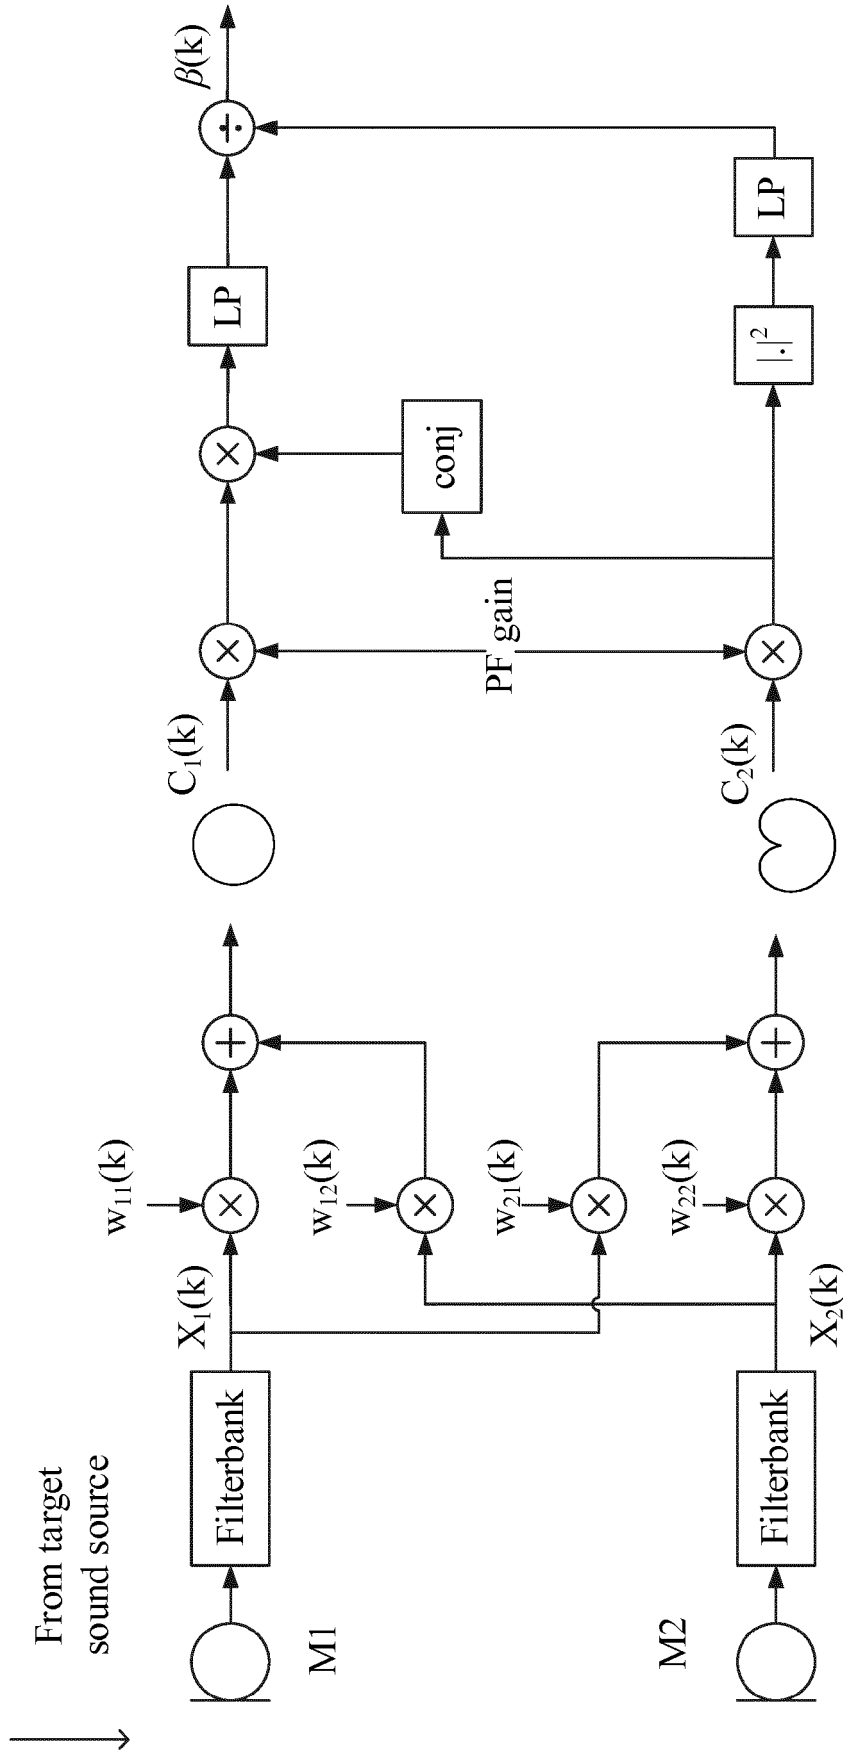 From target
sound source
M1
M2
Filterbank
Filterbank
X₁(k)
X₂(k)
w₁₁(k)
w₁₂(k)
w₂₁(k)
w₂₂(k)
×
×
×
×
+
+
C₁(k)
C₂(k)
×
PF gain
×
conj
×
|.|²
LP
LP
÷
β(k)